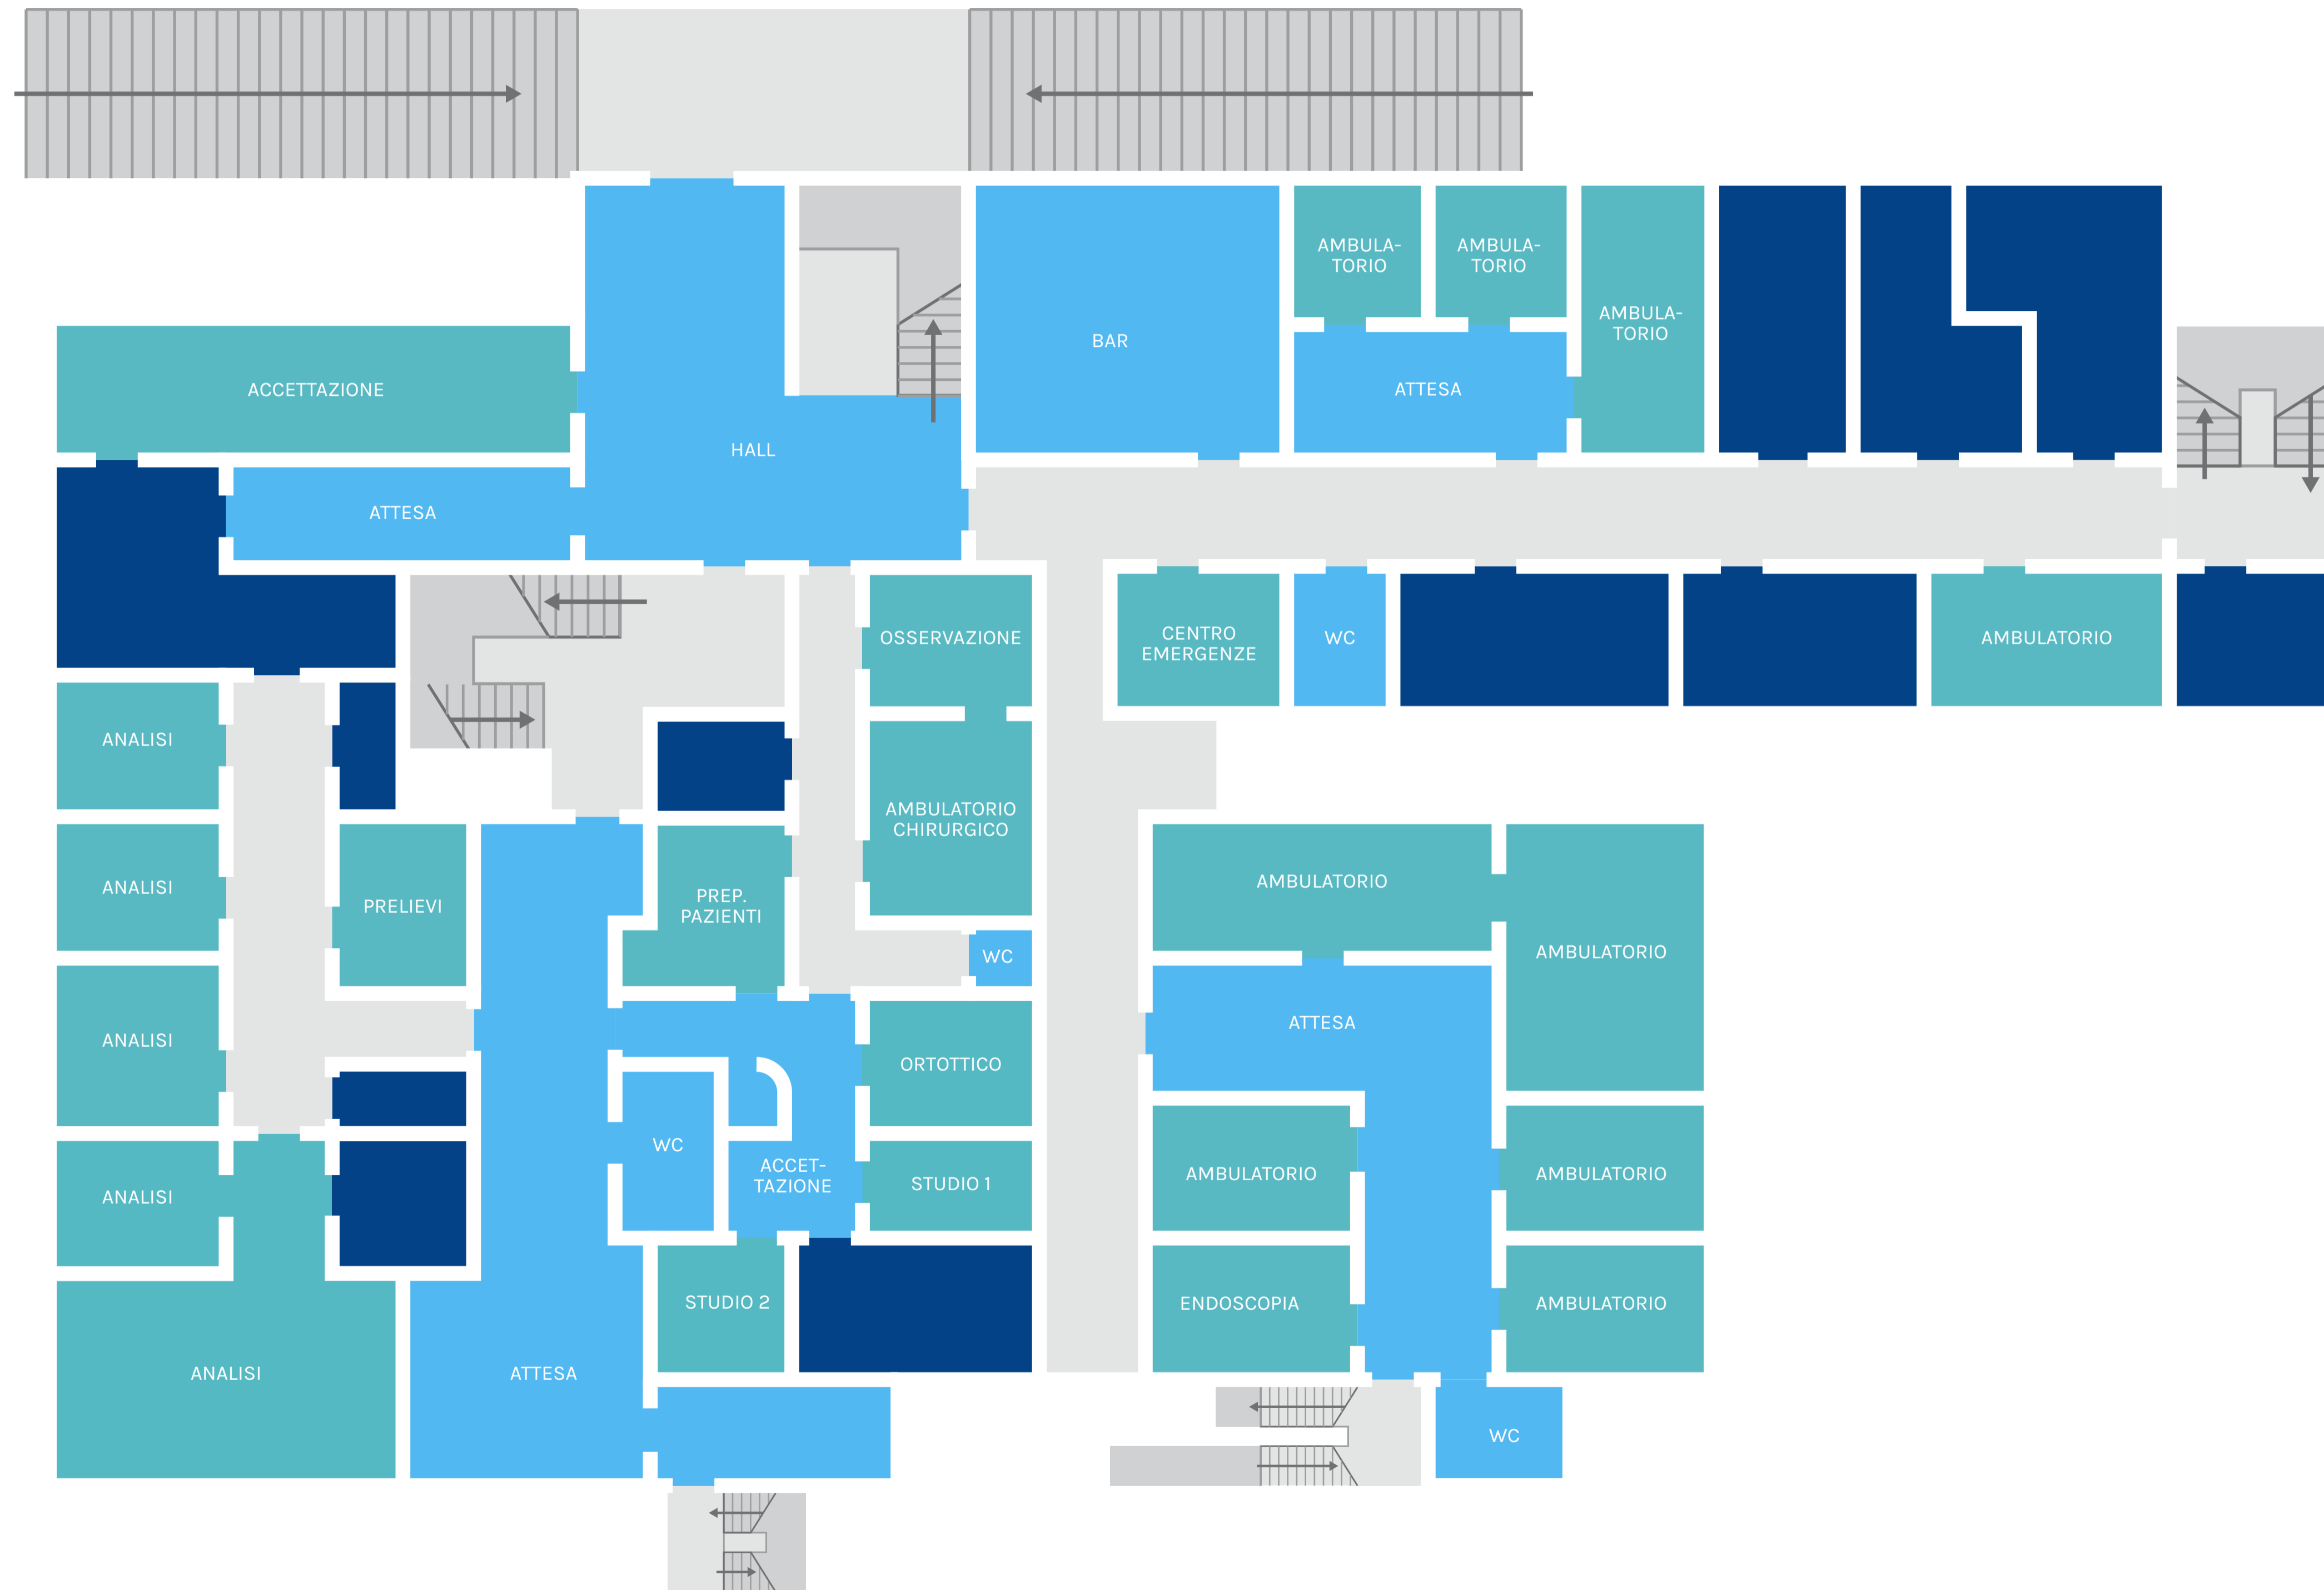 AMBULA-
TORIO
AMBULA-
TORIO
AMBULA-
TORIO
BAR
ACCETTAZIONE
ATTESA
HALL
ATTESA
OSSERVAZIONE
CENTRO
EMERGENZE
WC
AMBULATORIO
ANALISI
AMBULATORIO
CHIRURGICO
ANALISI
PRELIEVI
PREP.
PAZIENTI
AMBULATORIO
WC
AMBULATORIO
ANALISI
ATTESA
ORTOTTICO
WC
ACCET-
TAZIONE
STUDIO 1
AMBULATORIO
AMBULATORIO
ANALISI
STUDIO 2
ENDOSCOPIA
AMBULATORIO
ANALISI
ATTESA
WC